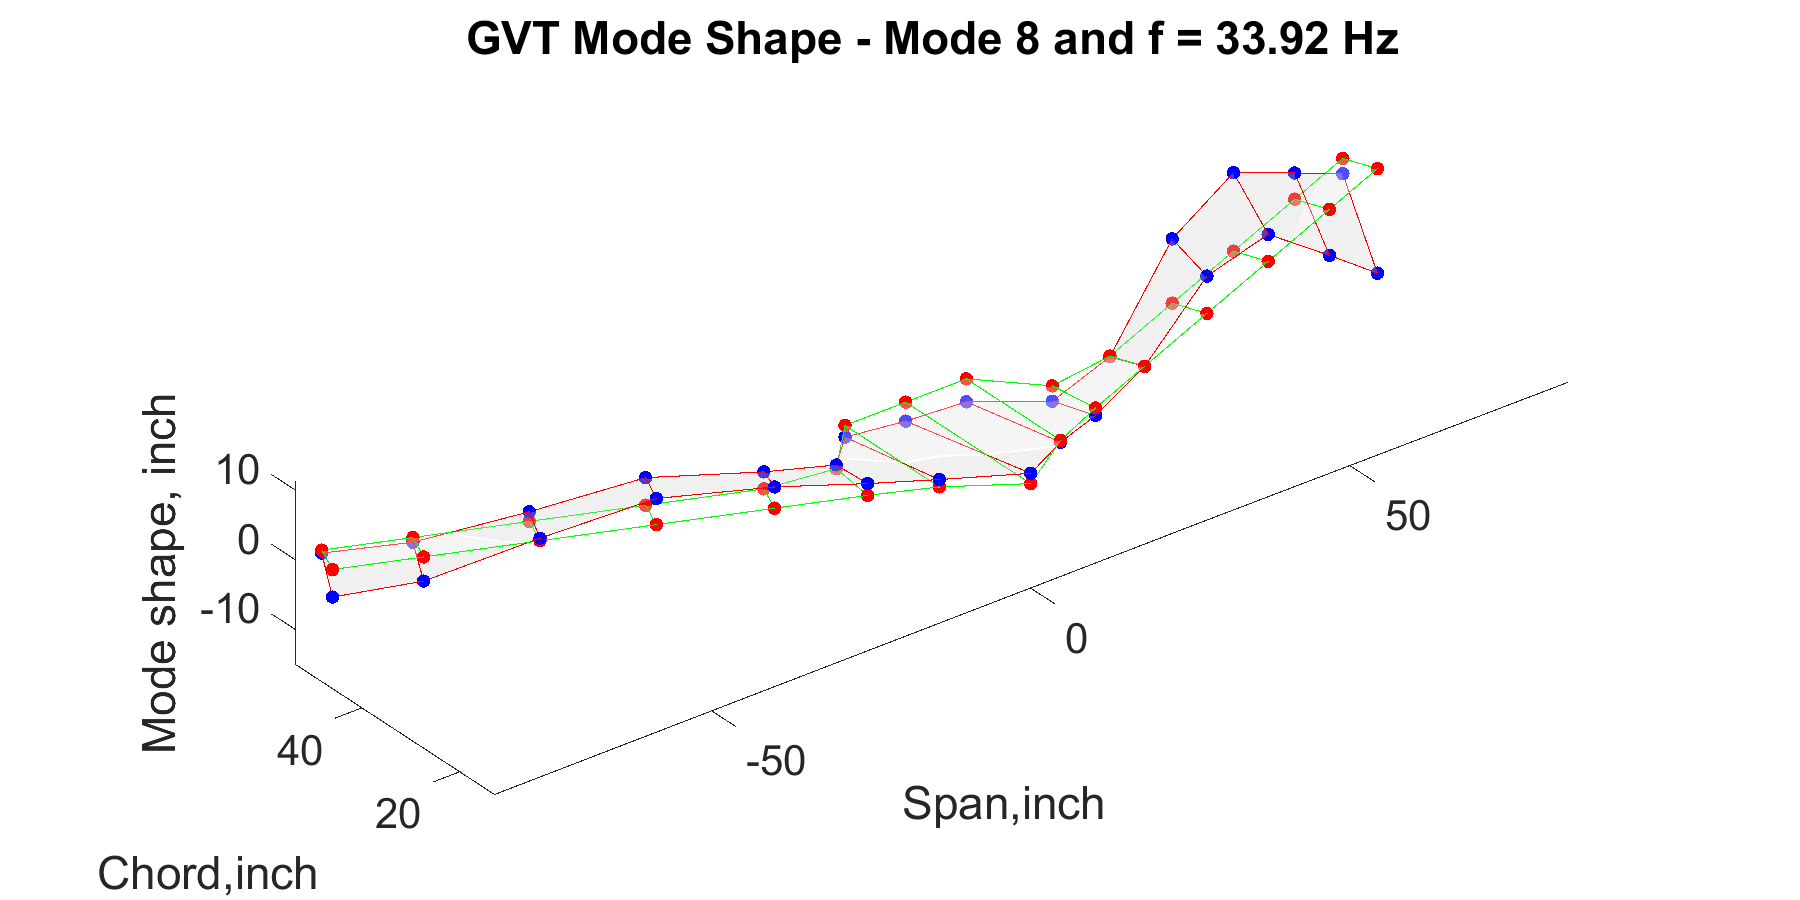 GVT Mode Shape - Mode 8 and f = 33.92 Hz
10
0
-10
Mode shape, inch
40
20
Chord,inch
-50
0
50
Span,inch